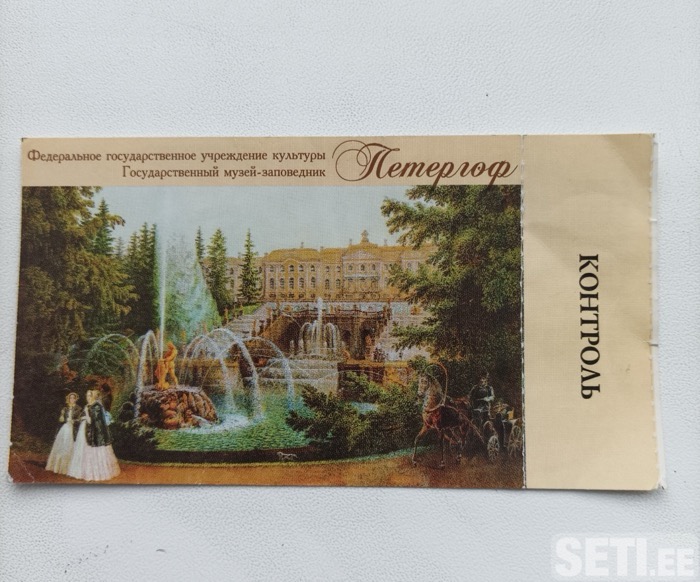 Федеральное государственное учреждение культуры
Государственный музей-заповедник
Петергоф
КОНТРОЛЬ
SETI.ee